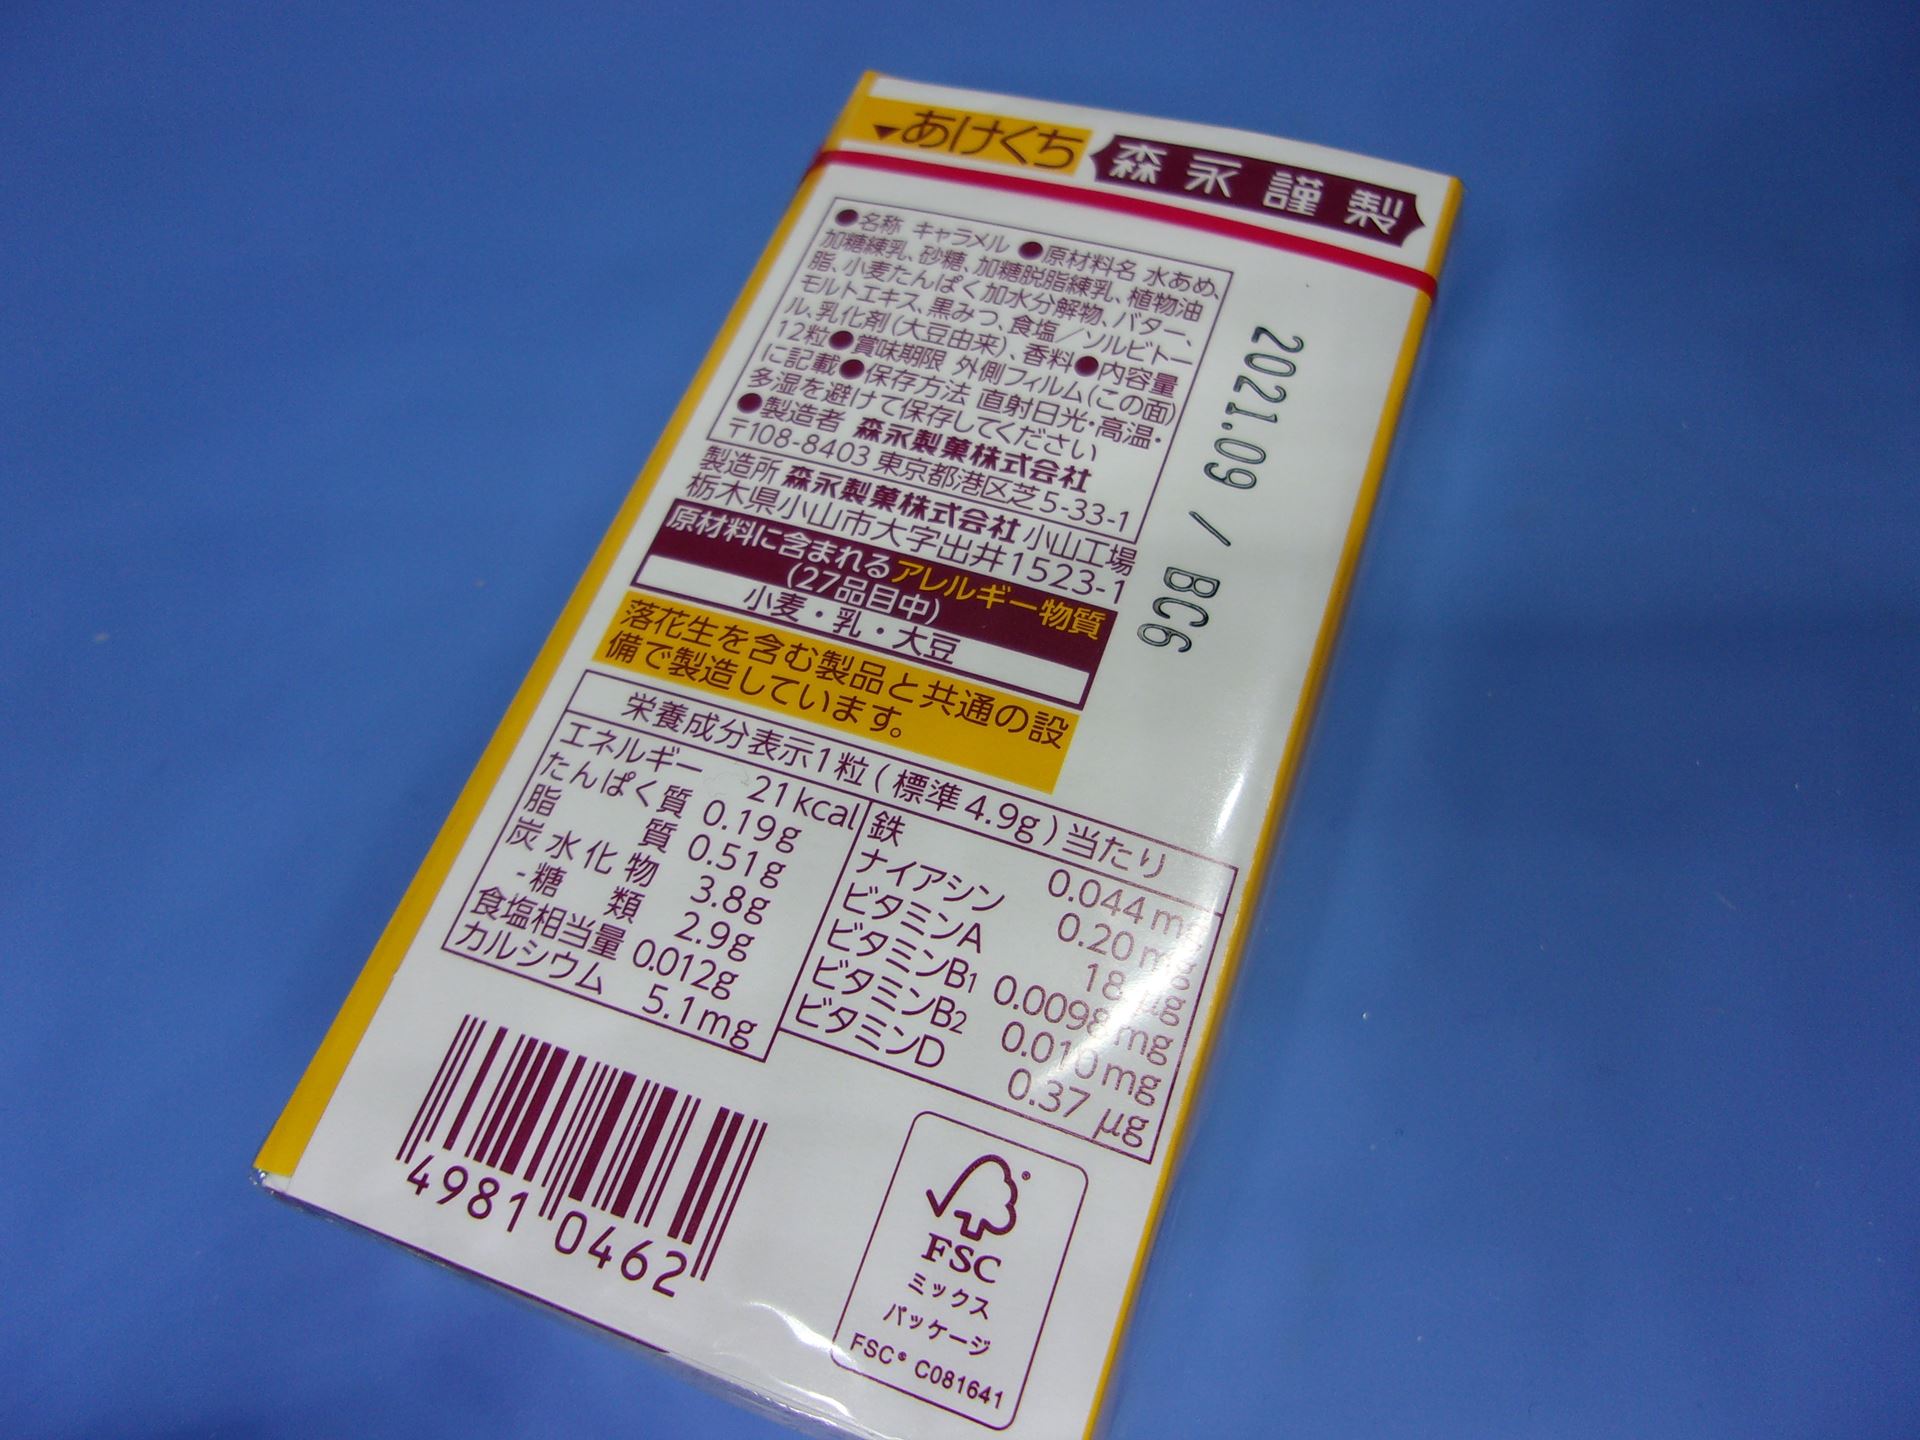 ▼あけくち
森永謹製
●名称 キャラメル ●原材料名 水あめ、
加糖練乳、砂糖、加糖脱脂練乳、植物油
脂、小麦たんぱく加水分解物、バター、
モルトエキス、黒みつ、食塩／ソルビトー
ル、乳化剤(大豆由来)、香料●内容量
12粒●賞味期限 外側フィルム(この面)
に記載●保存方法 直射日光・高温・
多湿を避けて保存してください
●製造者 森永製菓株式会社
〒108-8403 東京都港区芝5-33-1
製造所 森永製菓株式会社 小山工場
栃木県小山市大字出井1523-1
2021.09 / BC6
原材料に含まれるアレルギー物質
(27品目中)
小麦・乳・大豆
落花生を含む製品と共通の設
備で製造しています。
栄養成分表示1粒(標準4.9g)当たり
エネルギー 21kcal
たんぱく質 0.19g
脂質 0.51g
炭水化物 3.8g
-糖類 2.9g
食塩相当量 0.012g
カルシウム 5.1mg
鉄 0.044mg
ナイアシン 0.20mg
ビタミンA 18μg
ビタミンB1 0.0098mg
ビタミンB2 0.010mg
ビタミンD 0.37μg
4981 0462
FSC
ミックス
パッケージ
FSC® C081641